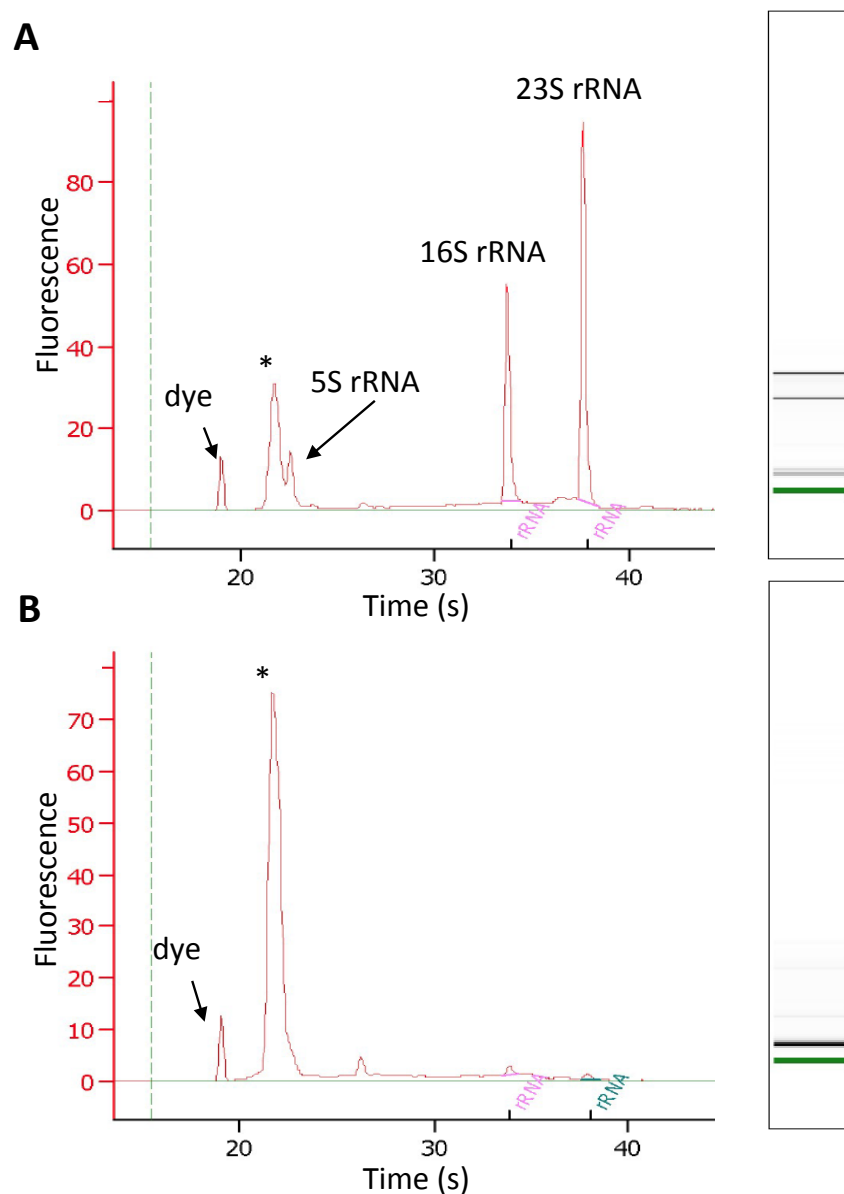 A
23S rRNA
16S rRNA
Fluorescence
80
60
40
20
0
*
dye
5S rRNA
rRNA
rRNA
20
30
40
Time (s)
B
*
Fluorescence
70
60
50
40
30
20
10
0
dye
rRNA
rRNA
20
30
40
Time (s)